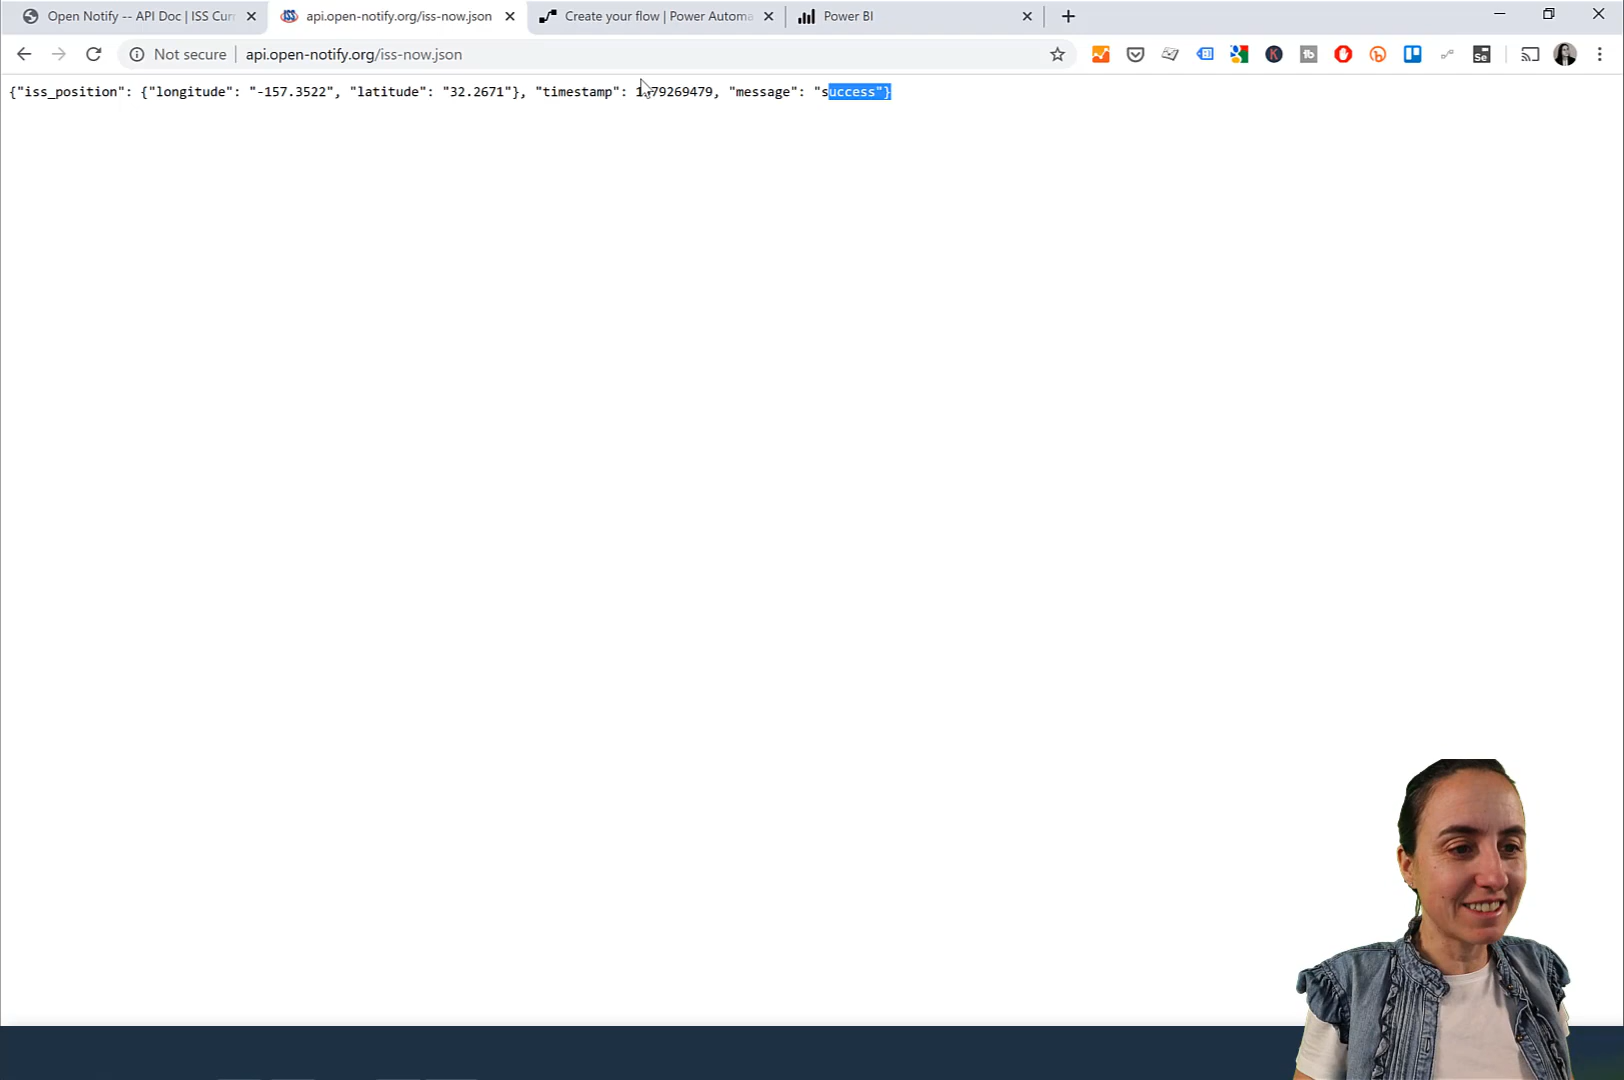 Open Notify -- API Doc | ISS Curr
api.open-notify.org/iss-now.json
Create your flow | Power Automa
Power BI
Not secure
api.open-notify.org/iss-now.json
{"iss_position": {"longitude": "-157.3522", "latitude": "32.2671"}, "timestamp": 1579269479, "message": "success"}